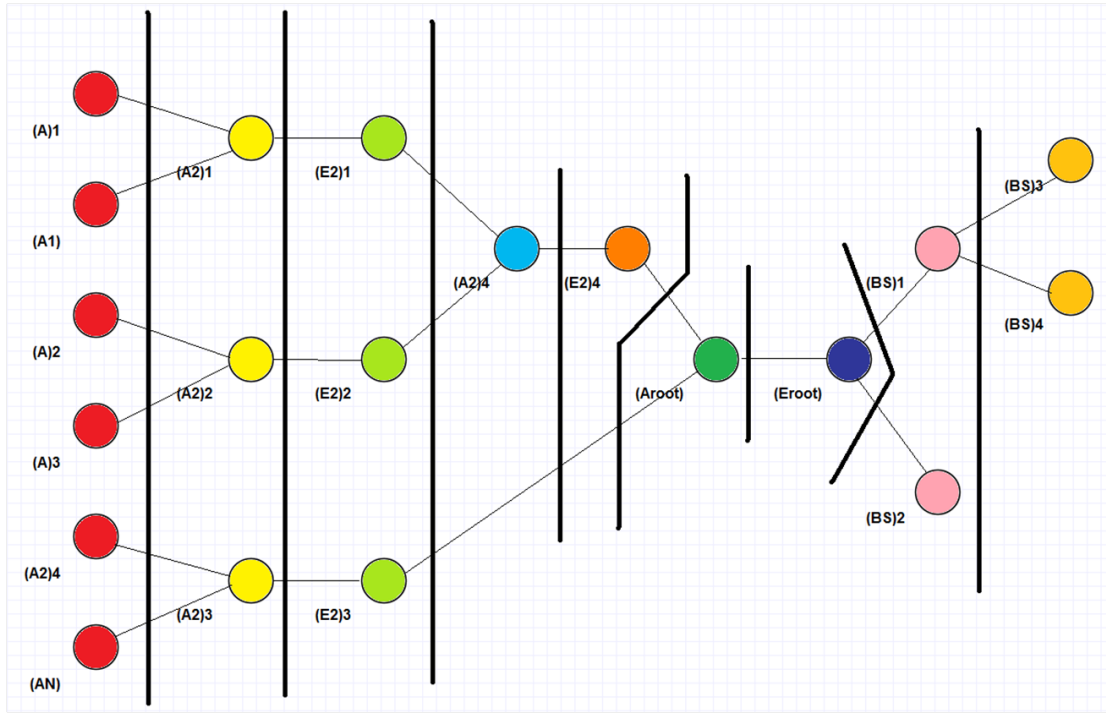 (A)1
(A1)
(A)2
(A)3
(A2)4
(AN)
(A2)1
(A2)2
(A2)3
(E2)1
(E2)2
(E2)3
(A2)4
(E2)4
(Aroot)
(Eroot)
(BS)1
(BS)2
(BS)3
(BS)4